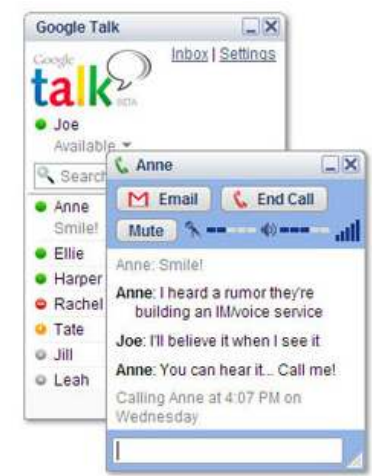 Google Talk
Inbox | Settings
Google
talk
BETA
Joe
Available
Search
Anne
Smile!
Ellie
Harper
Rachel
Tate
Jill
Leah
Anne
Email
End Call
Mute
Anne: Smile!
Anne: I heard a rumor they're
building an IM/voice service
Joe: I'll believe it when I see it
Anne: You can hear it... Call me!
Calling Anne at 4:07 PM on
Wednesday